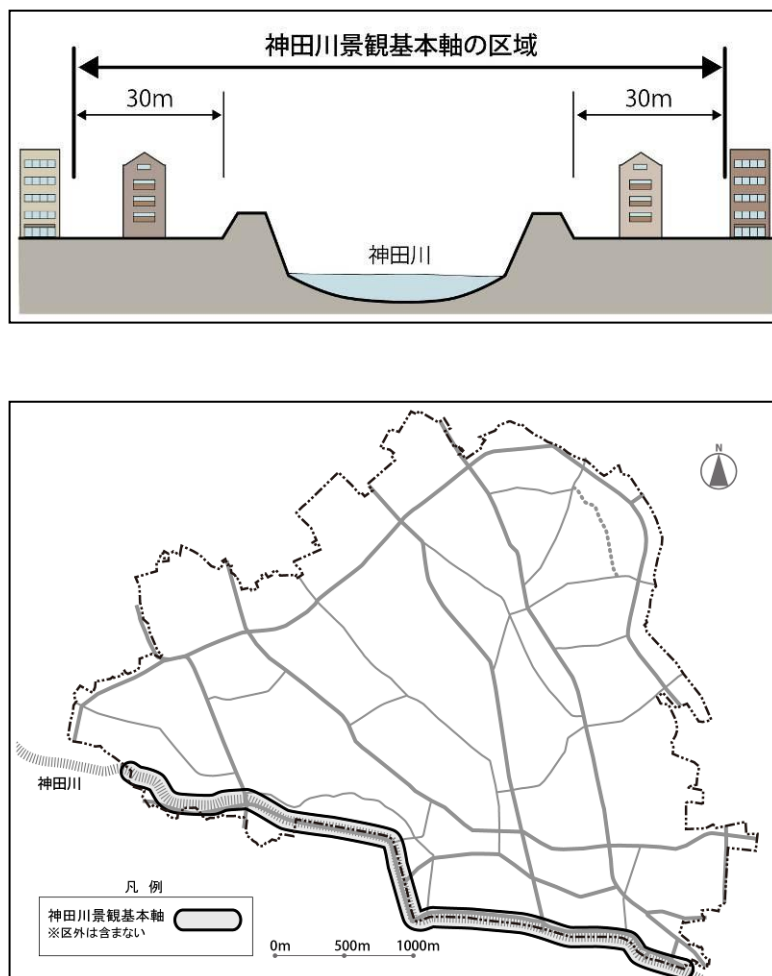 神田川景観基本軸の区域
30m
30m
神田川
N
神田川
凡 例
神田川景観基本軸
※区外は含まない
0m 500m 1000m